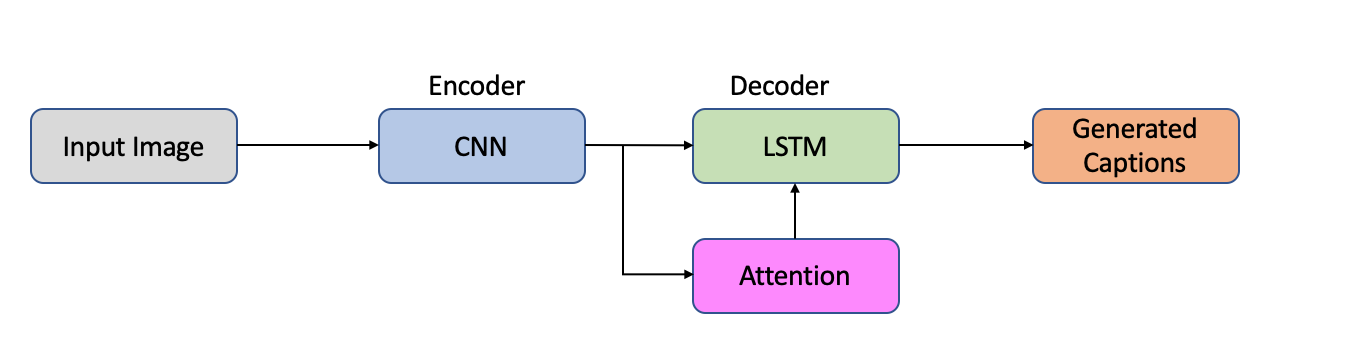 Encoder
Decoder
Input Image
CNN
LSTM
Generated
Captions
Attention